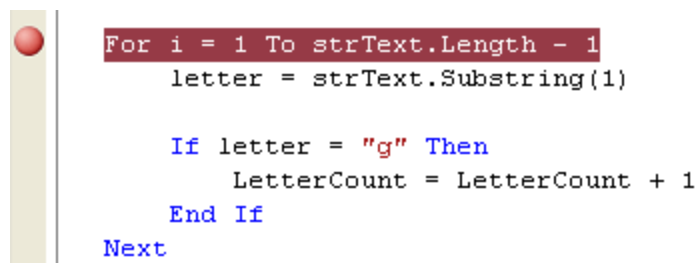 For i = 1 To strText.Length - 1
letter = strText.Substring(1)
If letter = "g" Then
LetterCount = LetterCount + 1
End If
Next